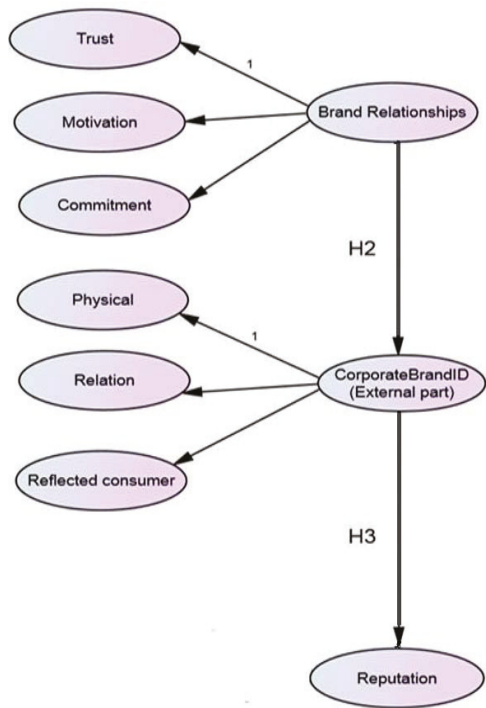 Trust
1
Motivation
Brand Relationships
Commitment
H2
Physical
1
Relation
CorporateBrandID
(External part)
Reflected consumer
H3
Reputation